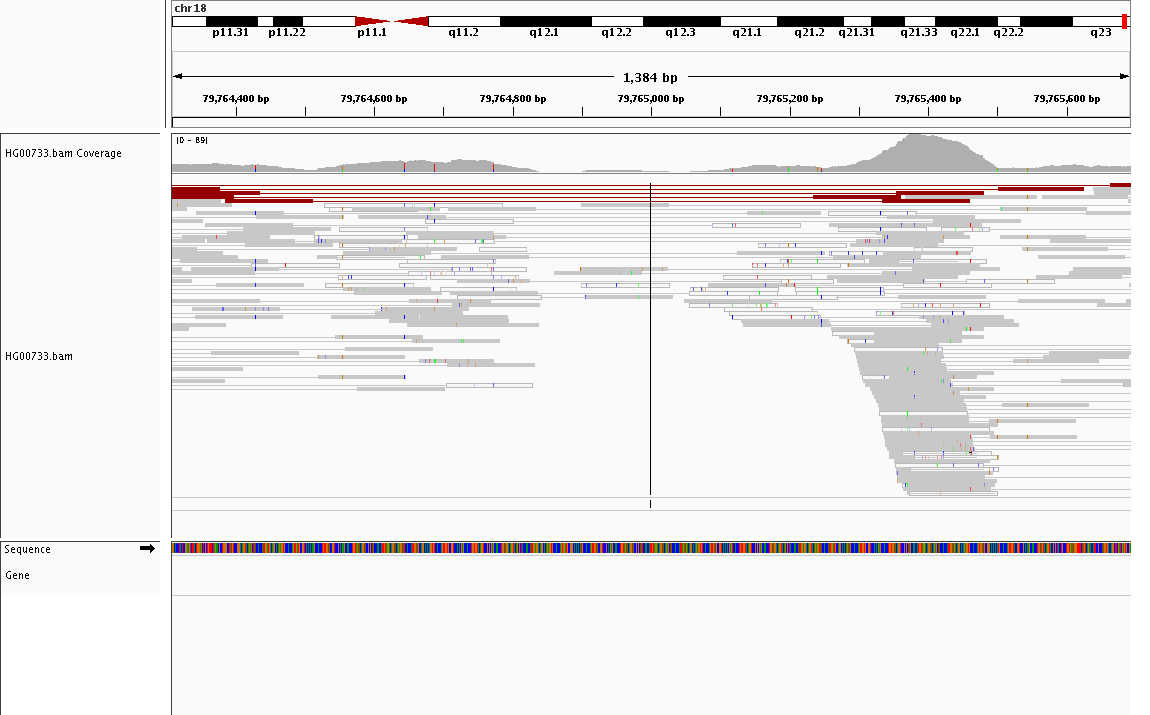 chr18
p11.31 p11.22 p11.1 q11.2 q12.1 q12.2 q12.3 q21.1 q21.2 q21.31 q21.33 q22.1 q22.2 q23
1,384 bp
79,764,400 bp 79,764,600 bp 79,764,800 bp 79,765,000 bp 79,765,200 bp 79,765,400 bp 79,765,600 bp
[0 - 89]
HG00733.bam Coverage
HG00733.bam
Sequence
Gene